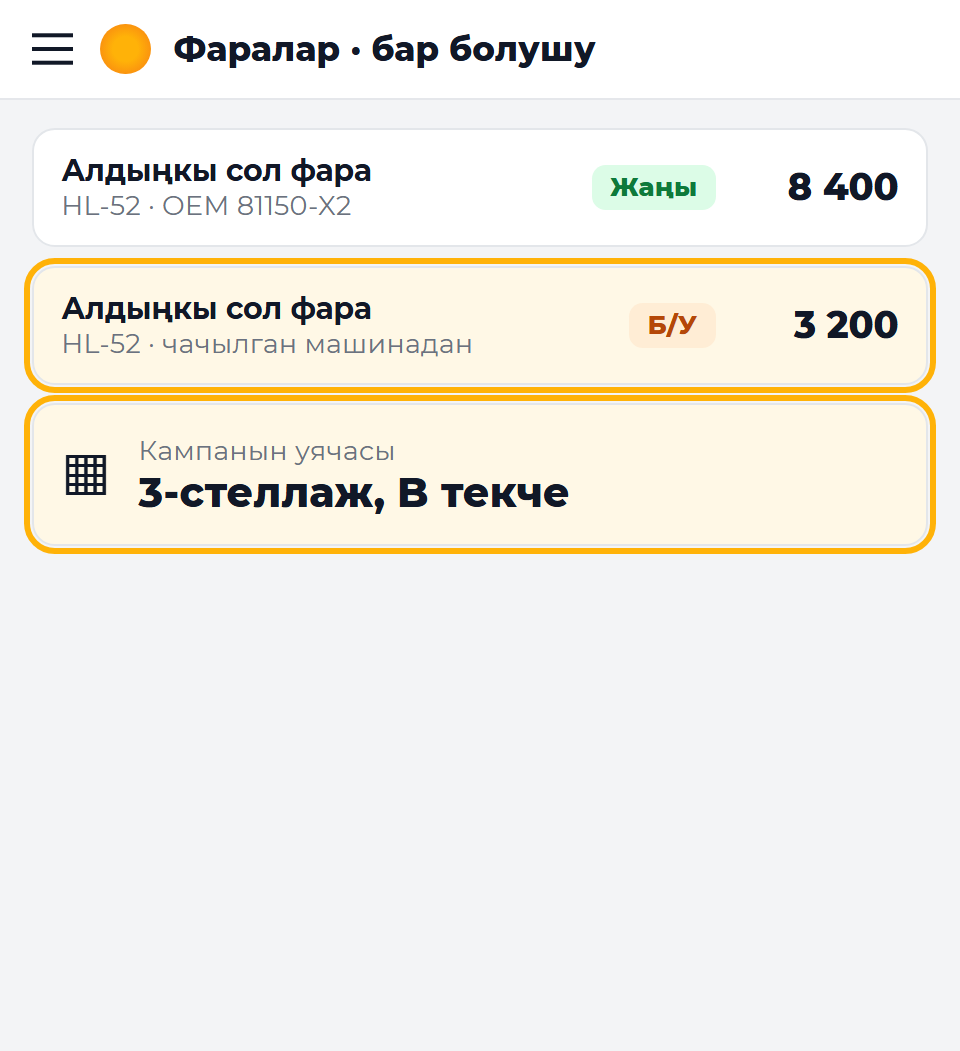 Фаралар · бар болушу
Алдыңкы сол фара
HL-52 · OEM 81150-X2
Жаңы
8 400
Алдыңкы сол фара
HL-52 · чачылган машинадан
Б/У
3 200
Кампанын уячасы
3-стеллаж, B текче